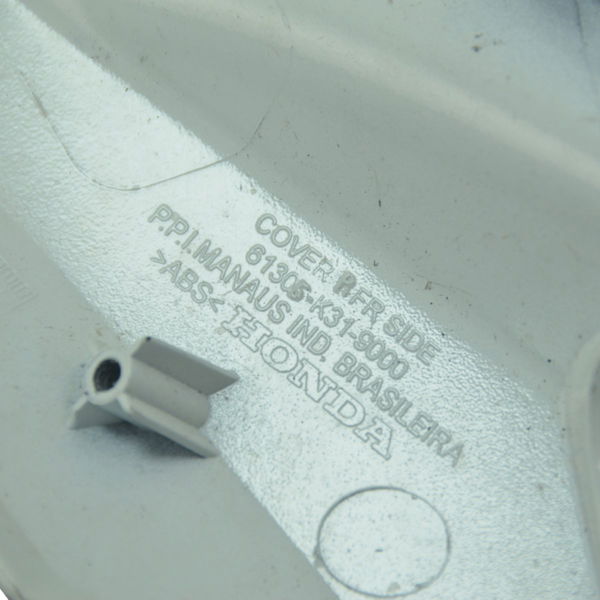 COVER R FR SIDE
61305-K31-9000
P.P.I.MANAUS IND. BRASILEIRA
>ABS< HONDA